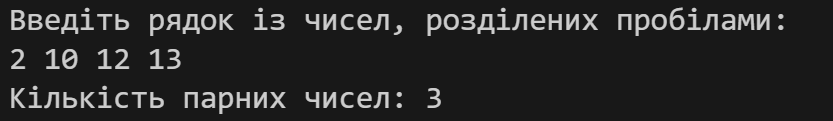 Введіть рядок із чисел, розділених пробілами:
2 10 12 13
Кількість парних чисел: 3